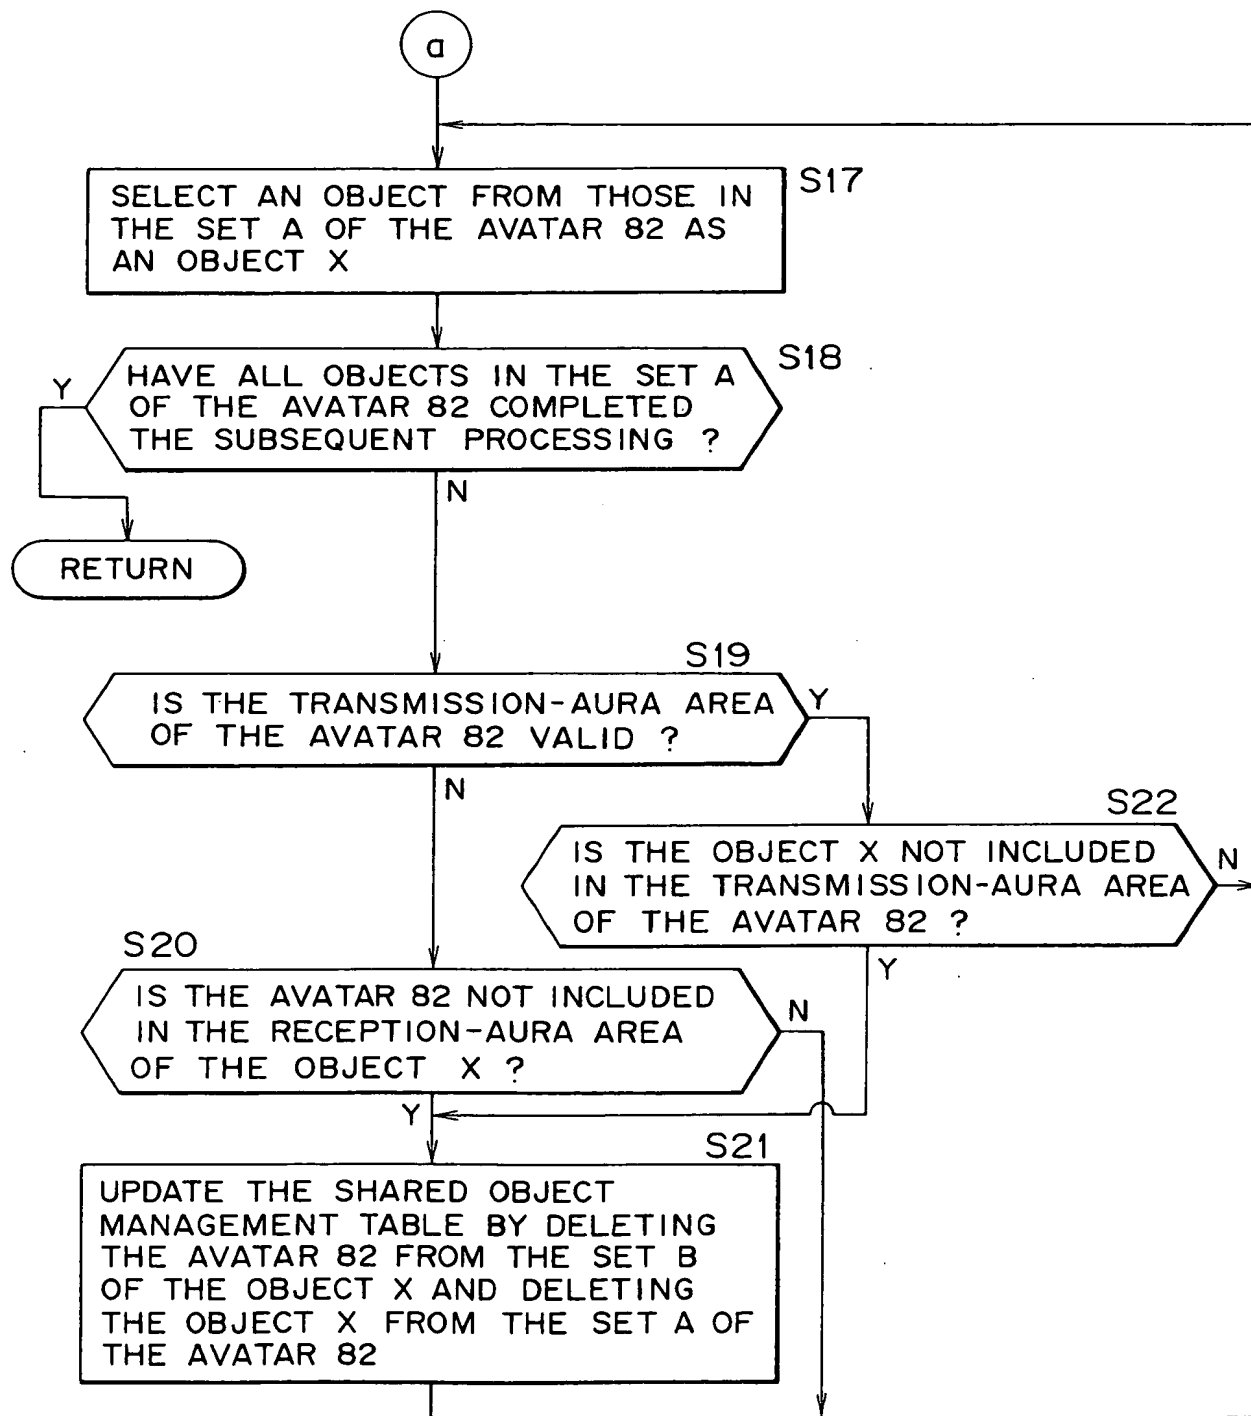 a
S17
SELECT AN OBJECT FROM THOSE IN
THE SET A OF THE AVATAR 82 AS
AN OBJECT X
S18
Y
HAVE ALL OBJECTS IN THE SET A
OF THE AVATAR 82 COMPLETED
THE SUBSEQUENT PROCESSING ?
N
RETURN
S19
IS THE TRANSMISSION-AURA AREA
OF THE AVATAR 82 VALID ?
Y
N
S22
IS THE OBJECT X NOT INCLUDED
IN THE TRANSMISSION-AURA AREA
OF THE AVATAR 82 ?
N
Y
S20
IS THE AVATAR 82 NOT INCLUDED
IN THE RECEPTION-AURA AREA
OF THE OBJECT X ?
N
Y
S21
UPDATE THE SHARED OBJECT
MANAGEMENT TABLE BY DELETING
THE AVATAR 82 FROM THE SET B
OF THE OBJECT X AND DELETING
THE OBJECT X FROM THE SET A OF
THE AVATAR 82